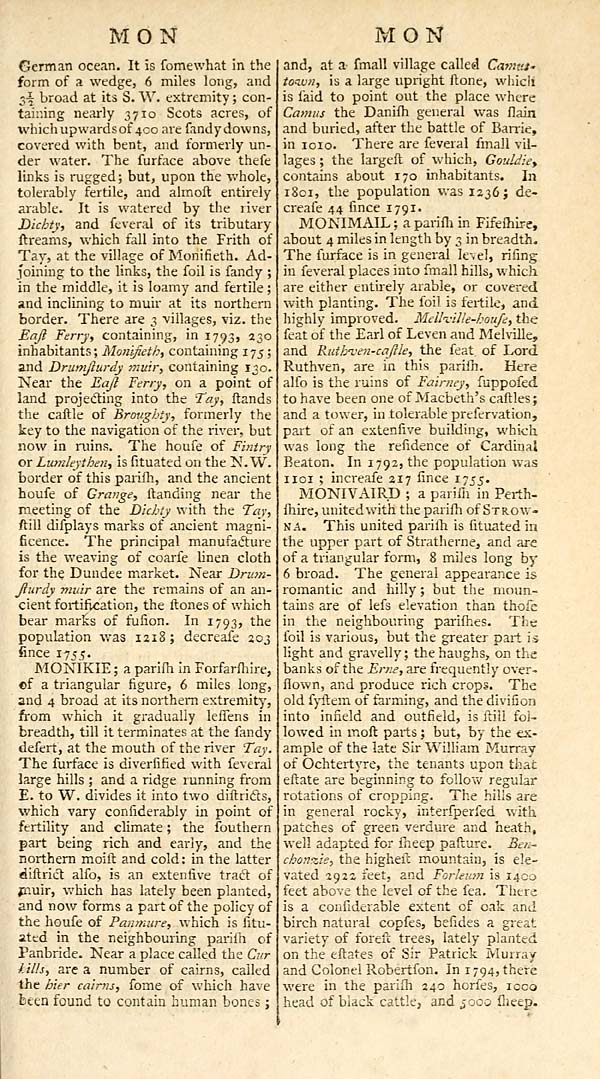 MON
German ocean. It is ſomewhat in the
form of a wedge, 6 miles long, and
3½ broad at its S. W. extremity; con-
taining nearly 3710 Scots acres, of
which upwards of 400 are ſandy downs,
covered with bent, and formerly un-
der water. The ſurface above theſe
links is rugged; but, upon the whole,
tolerably fertile, and almoſt entirely
arable. It is watered by the river
Dichty, and ſeveral of its tributary
ſtreams, which fall into the Frith of
Tay, at the village of Monifieth. Ad-
joining to the links, the ſoil is ſandy;
in the middle, it is loamy and fertile;
and inclining to muir at its northern
border. There are 3 villages, viz. the
Eaſt Ferry, containing, in 1793, 230
inhabitants; Monifieth, containing 175;
and Drumſturdy muir, containing 130.
Near the Eaſt Ferry, on a point of
land projecting into the Tay, ſtands
the caſtle of Broughty, formerly the
key to the navigation of the river, but
now in ruins. The houſe of Fintry
or Lumleythen, is ſituated on the N. W.
border of this pariſh, and the ancient
houſe of Grange, ſtanding near the
meeting of the Dichty with the Tay,
ſtill diſplays marks of ancient magni-
ficence. The principal manufacture
is the weaving of coarſe linen cloth
for the Dundee market. Near Drum-
ſturdy muir are the remains of an an-
cient fortification, the ſtones of which
bear marks of fuſion. In 1793, the
population was 1218; decreaſe 203
ſince 1755.
MONIKIE; a pariſh in Forfarſhire,
of a triangular figure, 6 miles long,
and 4 broad at its northern extremity,
from which it gradually leſſens in
breadth, till it terminates at the ſandy
deſert, at the mouth of the river Tay.
The ſurface is diverſified with ſeveral
large hills; and a ridge running from
E. to W. divides it into two diſtricts,
which vary conſiderably in point of
fertility and climate; the ſouthern
part being rich and early, and the
northern moiſt and cold: in the latter
diſtrict alſo, is an extenſive tract of
muir, which has lately been planted,
and now forms a part of the policy of
the houſe of Panmure, which is ſitu-
ated in the neighbouring pariſh of
Panbride. Near a place called the Cur
hills, are a number of cairns, called
the hier cairns, ſome of which have
been found to contain human bones;
MON
and, at a ſmall village called Camus-
town, is a large upright ſtone, which
is ſaid to point out the place where
Camus the Daniſh general was ſlain
and buried, after the battle of Barrie,
in 1010. There are ſeveral ſmall vil-
lages; the largeſt of which, Gouldie,
contains about 170 inhabitants. In
1801, the population was 1236; de-
creaſe 44 ſince 1791.
MONIMAIL; a pariſh in Fifeſhire,
about 4 miles in length by 3 in breadth.
The ſurface is in general level, riſing
in ſeveral places into ſmall hills, which
are either entirely arable, or covered
with planting. The ſoil is fertile, and
highly improved. Mellville-houſe, the
ſeat of the Earl of Leven and Melville,
and Ruthven-caſtle, the ſeat of Lord
Ruthven, are in this pariſh. Here
alſo is the ruins of Fairney, ſuppoſed
to have been one of Macbeth's caſtles;
and a tower, in tolerable preſervation,
part of an extenſive building, which
was long the reſidence of Cardinal
Beaton. In 1792, the population was
1101; increaſe 217 ſince 1755.
MONIVAIRD; a pariſh in Perth-
ſhire, united with the pariſh of STROW-
NA. This united pariſh is ſituated in
the upper part of Stratherne, and are
of a triangular form, 8 miles long by
6 broad. The general appearance is
romantic and hilly; but the moun-
tains are of leſs elevation than thoſe
in the neighbouring pariſhes. The
ſoil is various, but the greater part is
light and gravelly; the haughs, on the
banks of the Erne, are frequently over-
flown, and produce rich crops. The
old ſyſtem of farming, and the diviſion
into infield and outfield, is ſtill fol-
lowed in moſt parts; but, by the ex-
ample of the late Sir William Murray
of Ochtertyre, the tenants upon that
eſtate are beginning to follow regular
rotations of cropping. The hills are
in general rocky, interſperſed with
patches of green verdure and heath,
well adapted for ſheep paſture. Ben-
chonzie, the higheſt mountain, is ele-
vated 2922 feet, and Forleum is 1400
feet above the level of the ſea. There
is a conſiderable extent of oak and
birch natural copſes, beſides a great
variety of foreſt trees, lately planted
on the eſtates of Sir Patrick Murray
and Colonel Robertſon. In 1794, there
were in the pariſh 240 horſes, 1000
head of black cattle, and 5000 ſheep.